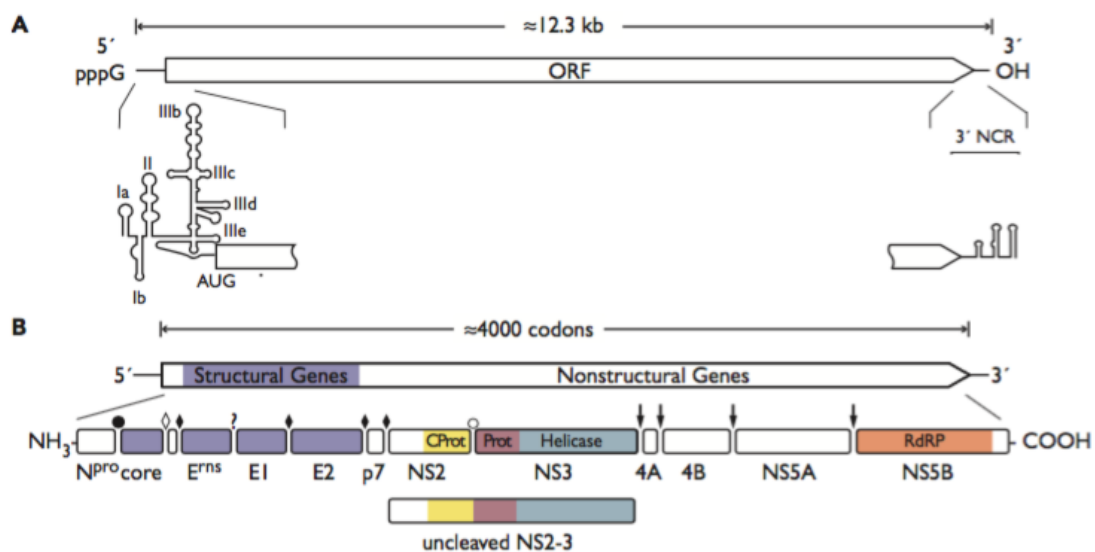 A
≈12.3 kb
5´
3´
pppG
ORF
OH
3´ NCR
IIIb
II
IIIc
Ia
IIId
IIIe
AUG
Ib
B
≈4000 codons
5´
Structural Genes
Nonstructural Genes
3´
?
NH3
CProt
Prot
Helicase
RdRP
COOH
Npro
core
Erns
E1
E2
p7
NS2
NS3
4A
4B
NS5A
NS5B
uncleaved NS2-3